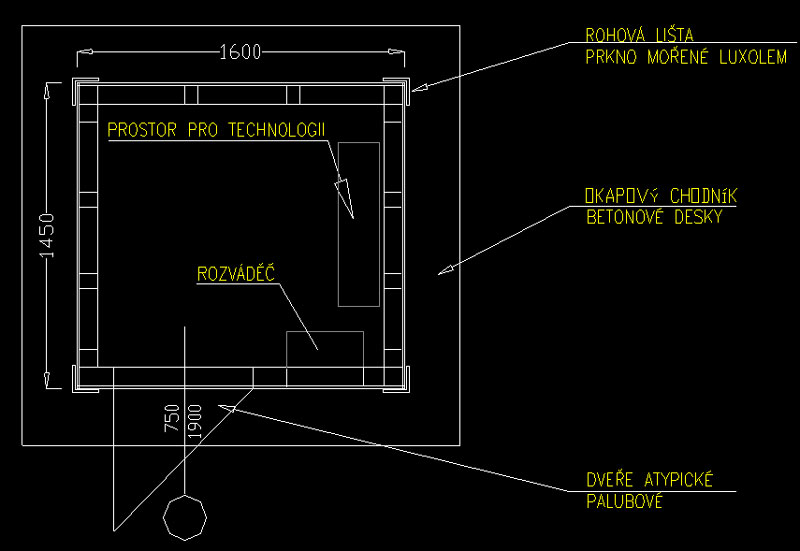 ROHOVÁ LIŠTA
PRKNO MOŘENÉ LUXOLEM
1600
PROSTOR PRO TECHNOLOGII
OKAPOVÝ CHODNÍK
BETONOVÉ DESKY
1450
ROZVÁDĚČ
750
1900
DVEŘE ATYPICKÉ
PALUBOVÉ